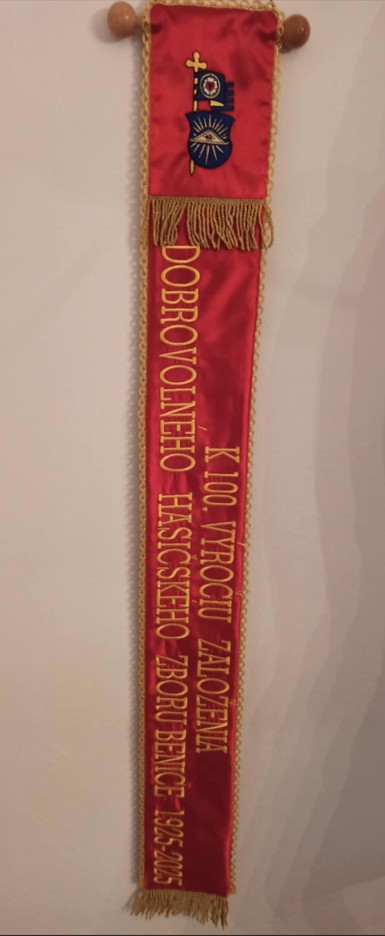 K 100. VÝROČIU ZALOŽENIA
DOBROVOLNÉHO HASIČSKÉHO ZBORU BENICE 1925-2025